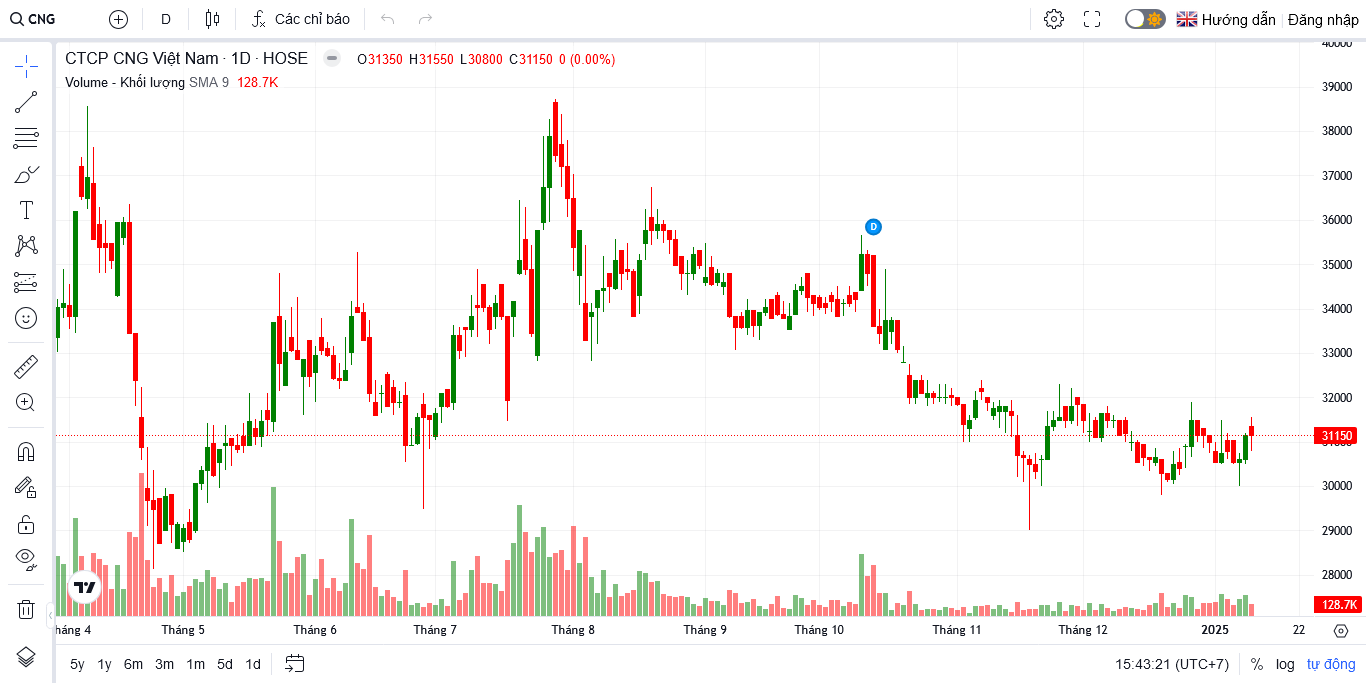 CNG D Các chỉ báo Hướng dẫn Đăng nhập
CTCP CNG Việt Nam · 1D · HOSE O31350 H31550 L30800 C31150 0 (0.00%)
Volume - Khối lượng SMA 9 128.7K
40000
39000
38000
37000
36000
D
35000
34000
33000
32000
31150
31000
30000
29000
28000
128.7K
háng 4 Tháng 5 Tháng 6 Tháng 7 Tháng 8 Tháng 9 Tháng 10 Tháng 11 Tháng 12 2025 22
5y 1y 6m 3m 1m 5d 1d 15:43:21 (UTC+7) % log tự động